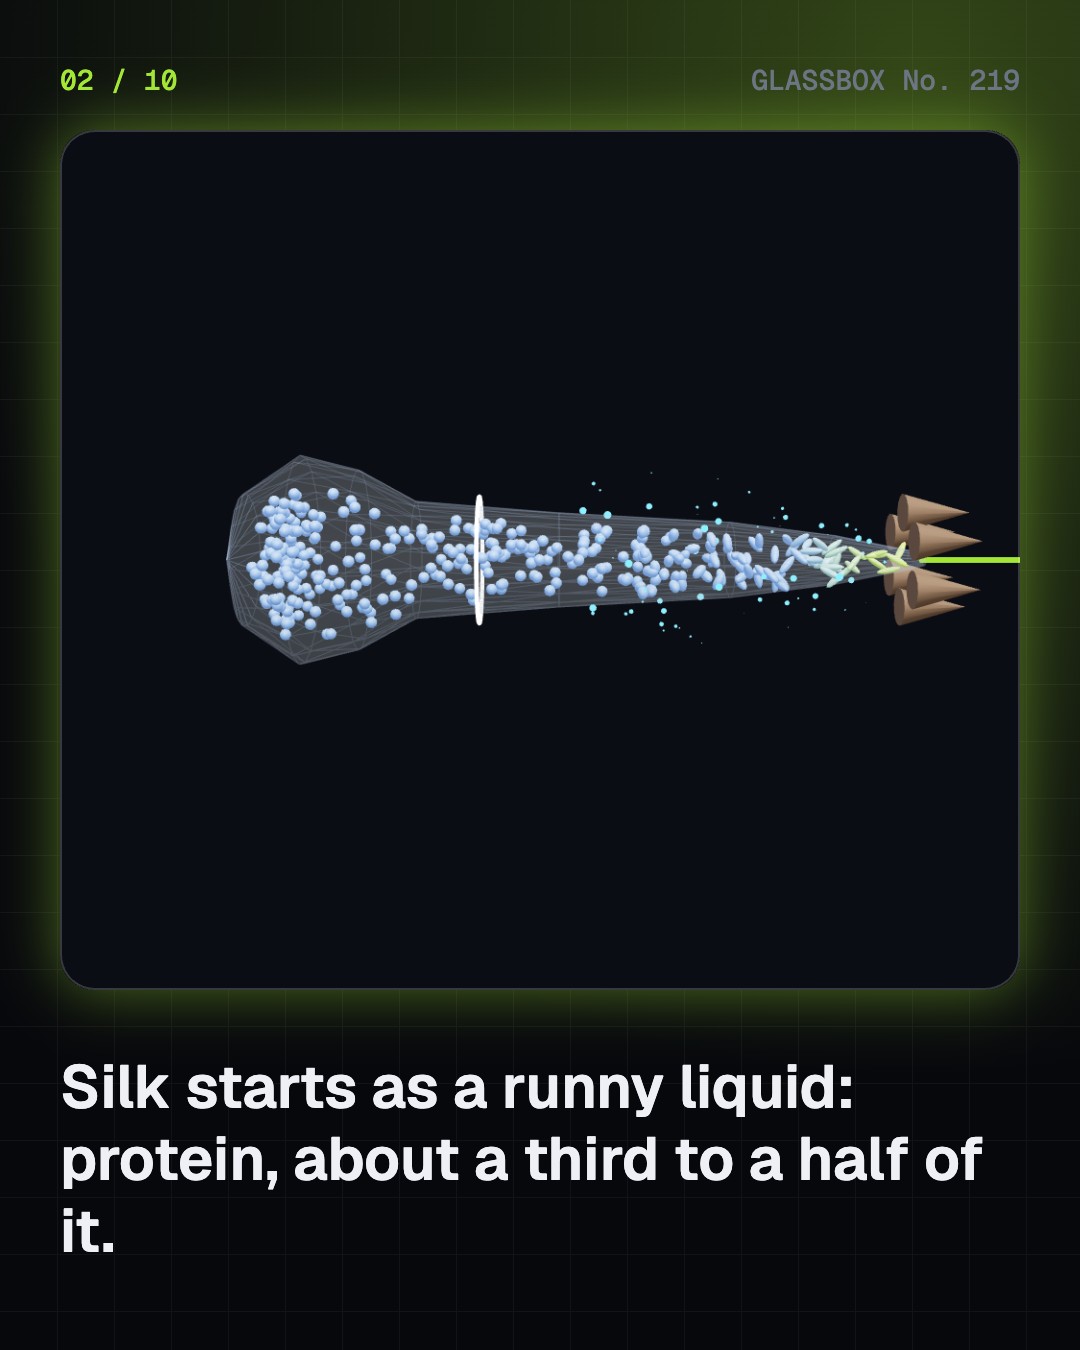 02 / 10
GLASSBOX No. 219
Silk starts as a runny liquid:
protein, about a third to a half of
it.